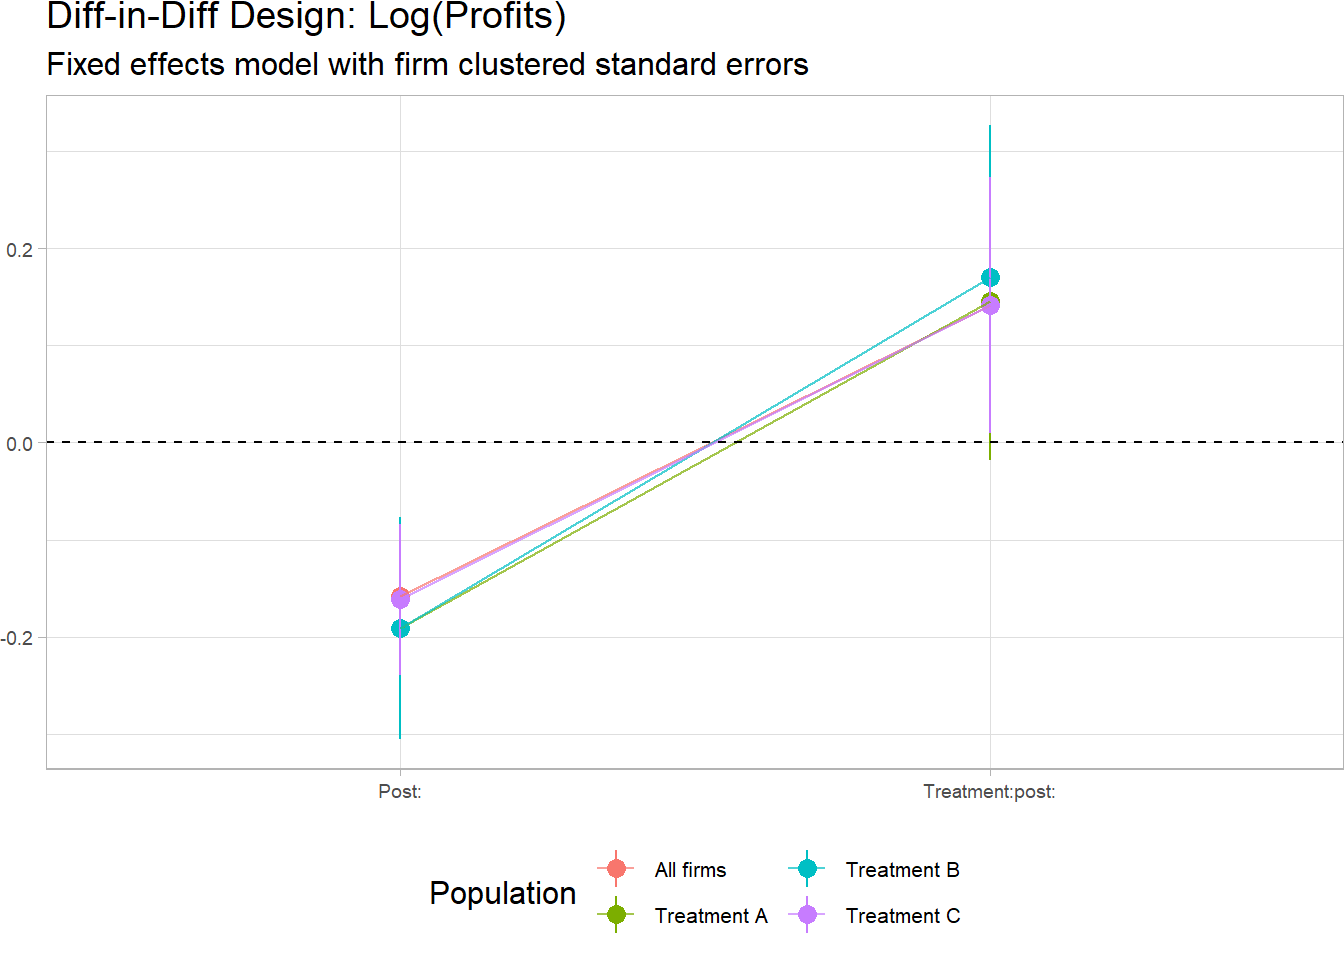 Diff-in-Diff Design: Log(Profits)
Fixed effects model with firm clustered standard errors
0.2
0.0
-0.2
Post:
Treatment:post:
Population
All firms
Treatment B
Treatment A
Treatment C